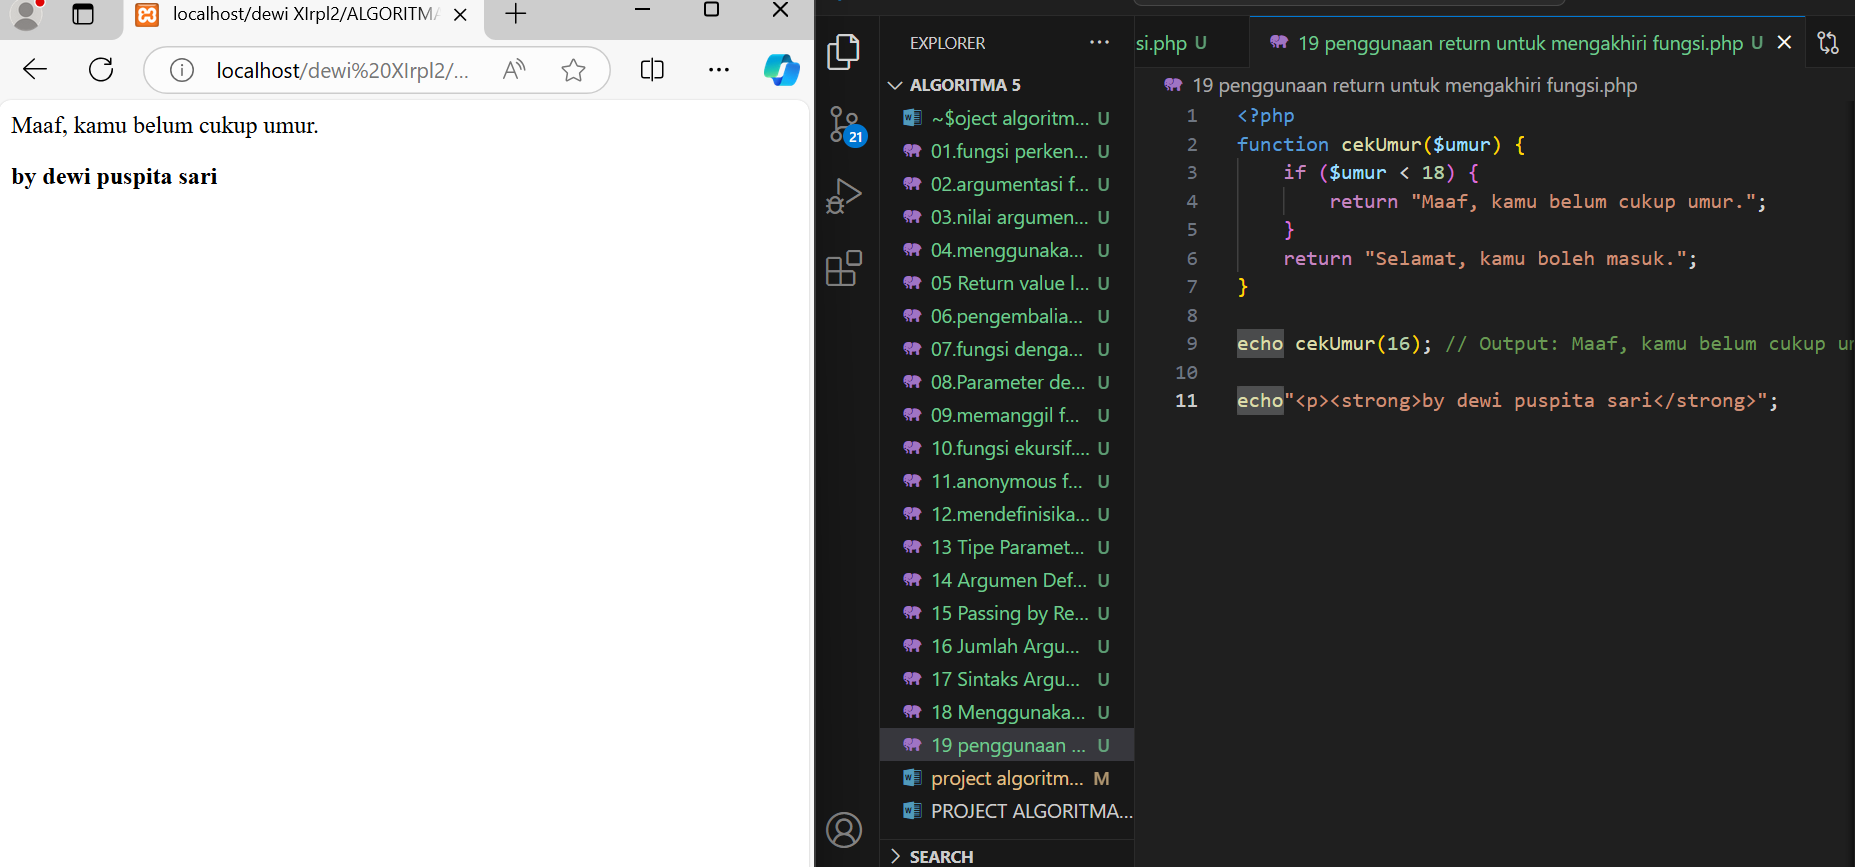 localhost/dewi XIrpl2/ALGORITMA
localhost/dewi%20XIrpl2/...
Maaf, kamu belum cukup umur.
by dewi puspita sari
21
EXPLORER
ALGORITMA 5
~$oject algoritm... U
01.fungsi perken... U
02.argumentasi f... U
03.nilai argumen... U
04.menggunaka... U
05 Return value l... U
06.pengembalia... U
07.fungsi denga... U
08.Parameter de... U
09.memanggil f... U
10.fungsi ekursif.... U
11.anonymous f... U
12.mendefinisika... U
13 Tipe Paramet... U
14 Argumen Def... U
15 Passing by Re... U
16 Jumlah Argu... U
17 Sintaks Argu... U
18 Menggunaka... U
19 penggunaan ... U
project algoritm... M
PROJECT ALGORITMA...
SEARCH
si.php U
19 penggunaan return untuk mengakhiri fungsi.php U
19 penggunaan return untuk mengakhiri fungsi.php
1 <?php
2 function cekUmur($umur) {
3 if ($umur < 18) {
4 return "Maaf, kamu belum cukup umur.";
5 }
6 return "Selamat, kamu boleh masuk.";
7 }
8
9 echo cekUmur(16); // Output: Maaf, kamu belum cukup
10
11 echo"<p><strong>by dewi puspita sari</strong>";